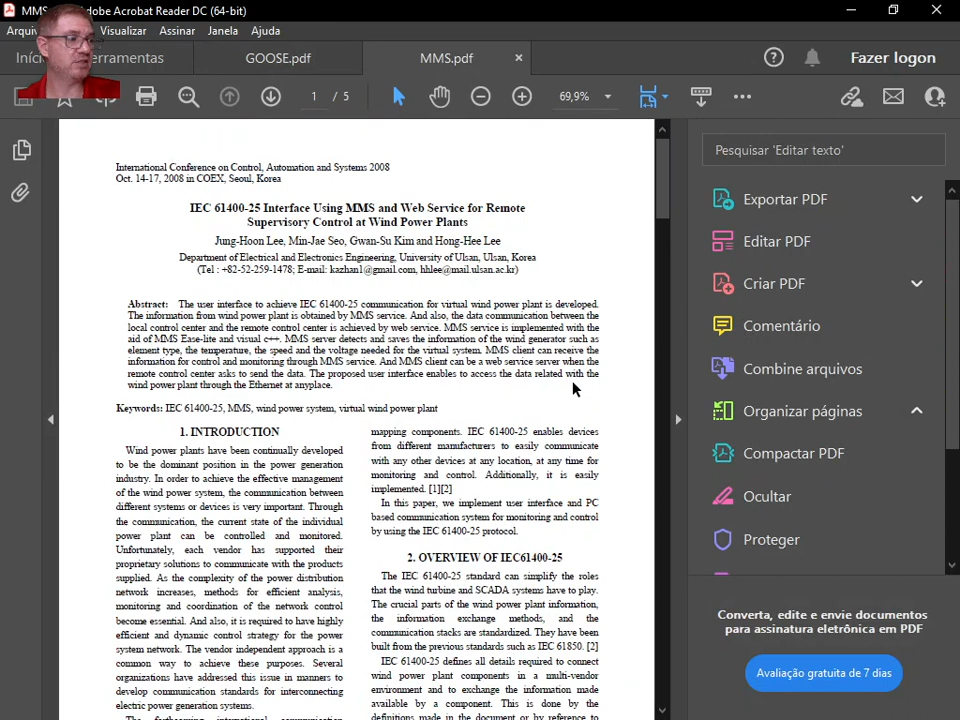 MMS
Adobe Acrobat Reader DC (64-bit)
Visualizar Assinar Janela Ajuda
GOOSE.pdf MMS.pdf Fazer logon
1 / 5 69,9%
Pesquisar 'Editar texto'
International Conference on Control, Automation and Systems 2008
Oct. 14-17, 2008 in COEX, Seoul, Korea
IEC 61400-25 Interface Using MMS and Web Service for Remote
Supervisory Control at Wind Power Plants
Jung-Hoon Lee, Min-Jae Seo, Gwan-Su Kim and Hong-Hee Lee
Department of Electrical and Electronics Engineering, University of Ulsan, Ulsan, Korea
(Tel : +82-52-259-1478; E-mail: kazhan1@gmail.com, hhlee@mail.ulsan.ac.kr)
Abstract: The user interface to achieve IEC 61400-25 communication for virtual wind power plant is developed.
The information from wind power plant is obtained by MMS service. And also, the data communication between the
local control center and the remote control center is achieved by web service. MMS service is implemented with the
aid of MMS Ease-lite and visual c++. MMS server detects and saves the information of the wind generator such as
element type, the temperature, the speed and the voltage needed for the virtual system. MMS client can receive the
information for control and monitoring through MMS service. And MMS client can be a web service server when the
remote control center asks to send the data. The proposed user interface enables to access the data related with the
wind power plant through the Ethernet at anyplace.
Keywords: IEC 61400-25, MMS, wind power system, virtual wind power plant
1. INTRODUCTION
Wind power plants have been continually developed
to be the dominant position in the power generation
industry. In order to achieve the effective management
of the wind power system, the communication between
different systems or devices is very important. Through
the communication, the current state of the individual
power plant can be controlled and monitored.
Unfortunately, each vendor has supported their
proprietary solutions to communicate with the products
supplied. As the complexity of the power distribution
network increases, methods for efficient analysis,
monitoring and coordination of the network control
become essential. And also, it is required to have highly
efficient and dynamic control strategy for the power
system network. The vendor independent approach is a
common way to achieve these purposes. Several
organizations have addressed this issue in manners to
develop communication standards for interconnecting
electric power generation systems.
The forthcoming international communication
mapping components. IEC 61400-25 enables devices
from different manufacturers to easily communicate
with any other devices at any location, at any time for
monitoring and control. Additionally, it is easily
implemented. [1][2]
In this paper, we implement user interface and PC
based communication system for monitoring and control
by using the IEC 61400-25 protocol.
2. OVERVIEW OF IEC61400-25
The IEC 61400-25 standard can simplify the roles
that the wind turbine and SCADA systems have to play.
The crucial parts of the wind power plant information,
the information exchange methods, and the
communication stacks are standardized. They have been
built from the previous standards such as IEC 61850. [2]
IEC 61400-25 defines all details required to connect
wind power plant components in a multi-vendor
environment and to exchange the information made
available by a component. This is done by the
definitions made in the document or by reference to
Exportar PDF
Editar PDF
Criar PDF
Comentário
Combine arquivos
Organizar páginas
Compactar PDF
Ocultar
Proteger
Converta, edite e envie documentos
para assinatura eletrônica em PDF
Avaliação gratuita de 7 dias